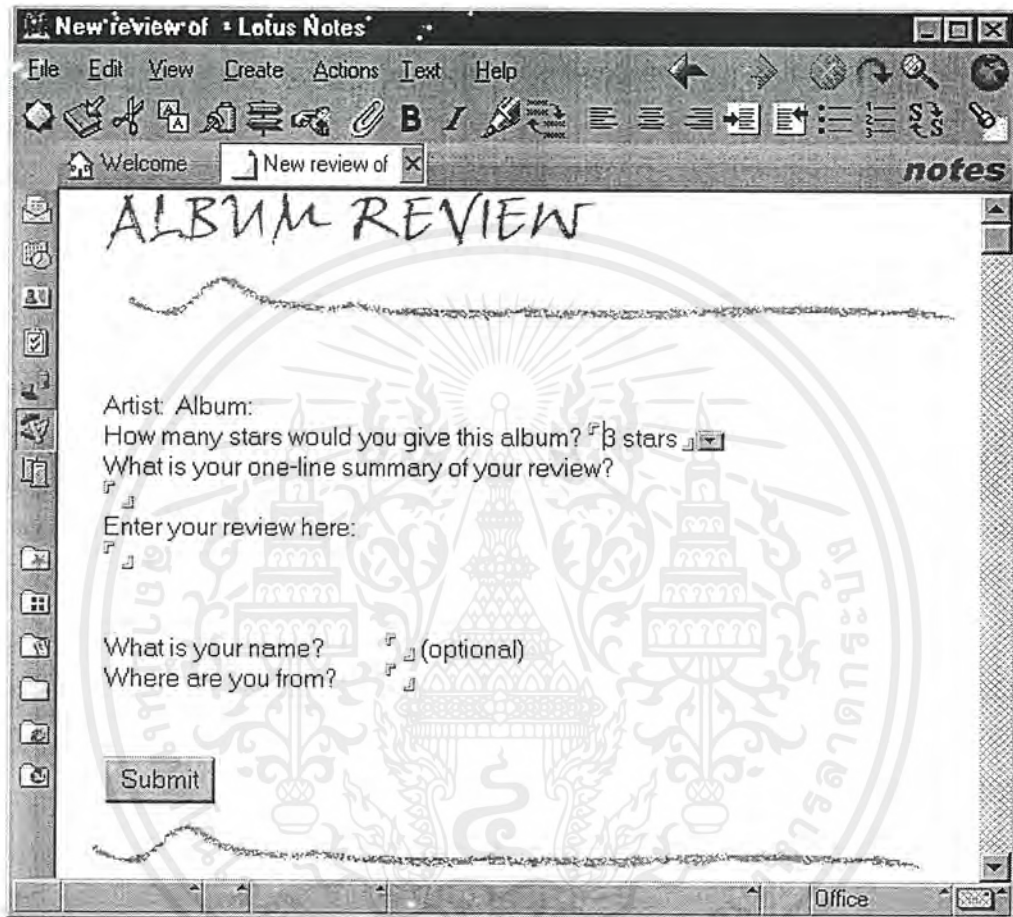 New review of - Lotus Notes
File Edit View Create Actions Text Help
B I
Welcome New review of notes
ALBUM REVIEW
Artist: Album:
How many stars would you give this album? 3 stars
What is your one-line summary of your review?
Enter your review here:
What is your name? (optional)
Where are you from?
Submit
Office